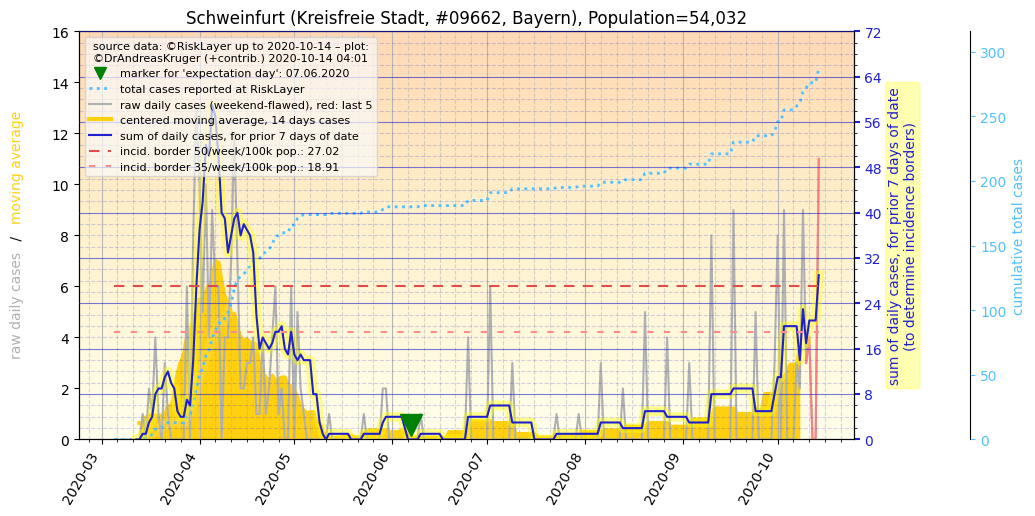 Schweinfurt (Kreisfreie Stadt, #09662, Bayern), Population=54,032
source data: ©RiskLayer up to 2020-10-14 – plot:
©DrAndreasKruger (+contrib.) 2020-10-14 04:01
marker for 'expectation day': 07.06.2020
total cases reported at RiskLayer
raw daily cases (weekend-flawed), red: last 5
centered moving average, 14 days cases
sum of daily cases, for prior 7 days of date
incid. border 50/week/100k pop.: 27.02
incid. border 35/week/100k pop.: 18.91
raw daily cases / moving average
16
14
12
10
8
6
4
2
0
2020-03
2020-04
2020-05
2020-06
2020-07
2020-08
2020-09
2020-10
72
64
56
48
40
32
24
16
8
0
sum of daily cases, for prior 7 days of date
(to determine incidence borders)
300
250
200
150
100
50
0
cumulative total cases